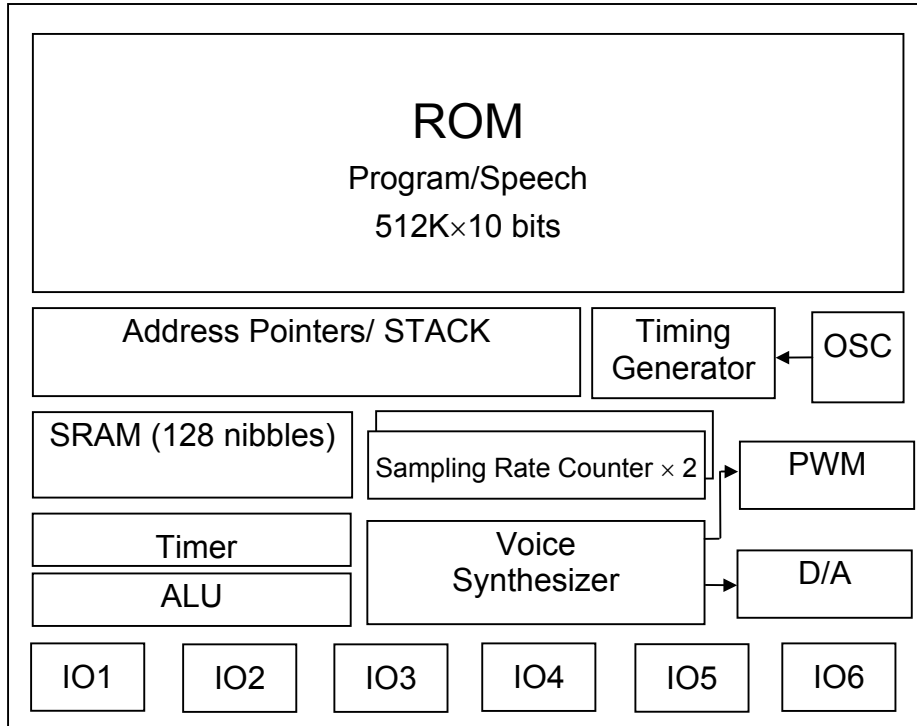 ROM
Program/Speech
512K×10 bits
Address Pointers/ STACK
Timing
Generator
OSC
SRAM (128 nibbles)
Sampling Rate Counter × 2
PWM
Timer
Voice
Synthesizer
D/A
ALU
IO1
IO2
IO3
IO4
IO5
IO6